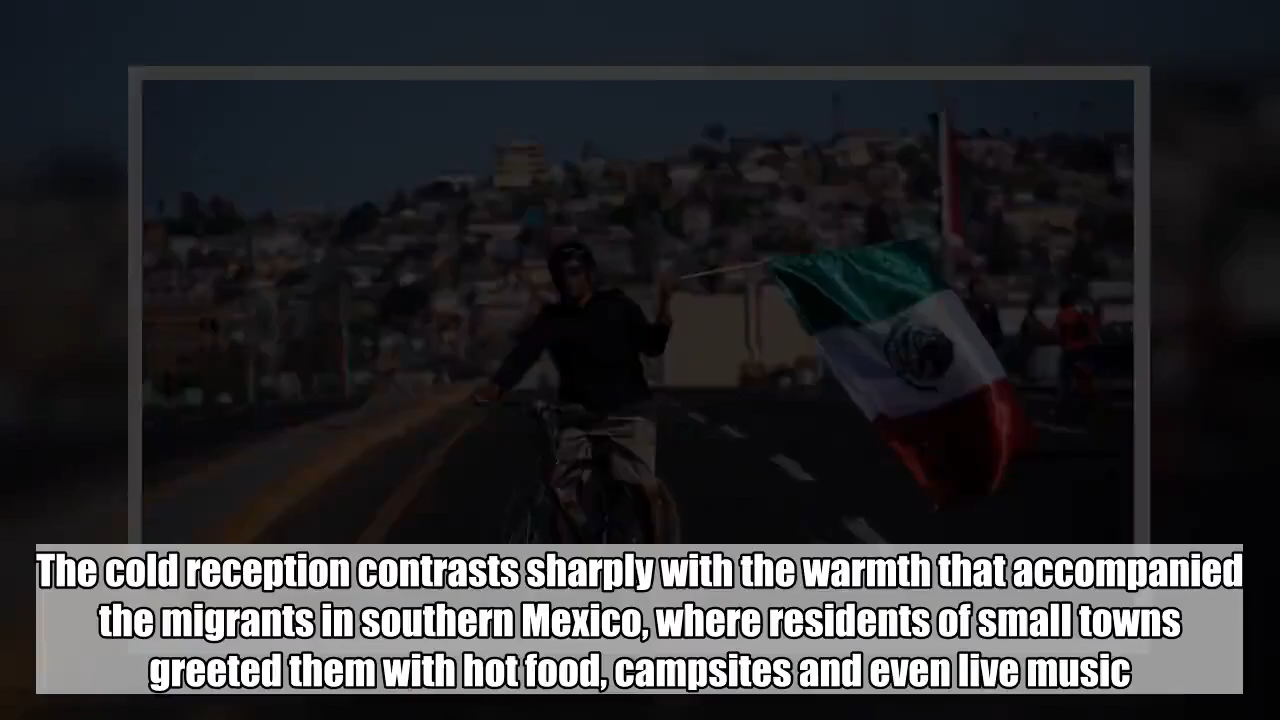 The cold reception contrasts sharply with the warmth that accompanied
the migrants in southern Mexico, where residents of small towns
greeted them with hot food, campsites and even live music